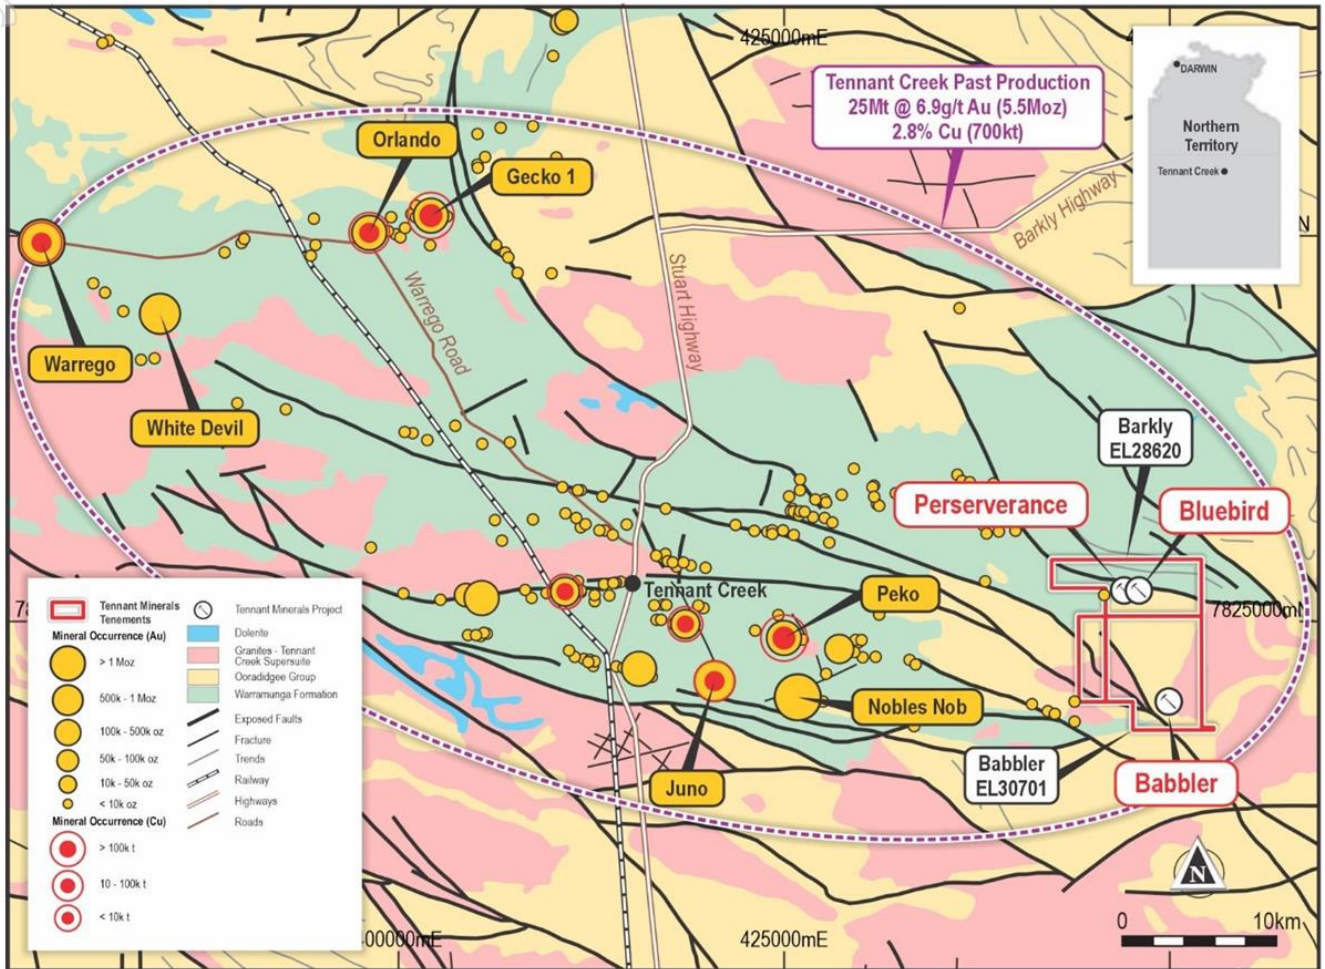 425000mE
4
Tennant Creek Past Production
25Mt @ 6.9g/t Au (5.5Moz)
2.8% Cu (700kt)
DARWIN
Northern
Territory
Tennant Creek
Orlando
Gecko 1
Barkly Highway
N
Stuart Highway
Warrego Road
Warrego
White Devil
Barkly
EL28620
Perserverance
Bluebird
Tennant Creek
Peko
78
7825000mN
Nobles Nob
Juno
Babbler
EL30701
Babbler
Tennant Minerals
Tenements
Mineral Occurrence (Au)
> 1 Moz
500k - 1 Moz
100k - 500k oz
50k - 100k oz
10k - 50k oz
< 10k oz
Mineral Occurrence (Cu)
> 100k t
10 - 100k t
< 10k t
Tennant Minerals Project
Dolerite
Granites - Tennant
Creek Supersuite
Ooradidgee Group
Warramunga Formation
Exposed Faults
Fracture
Trends
Railway
Highways
Roads
00000mE
425000mE
N
0 10km